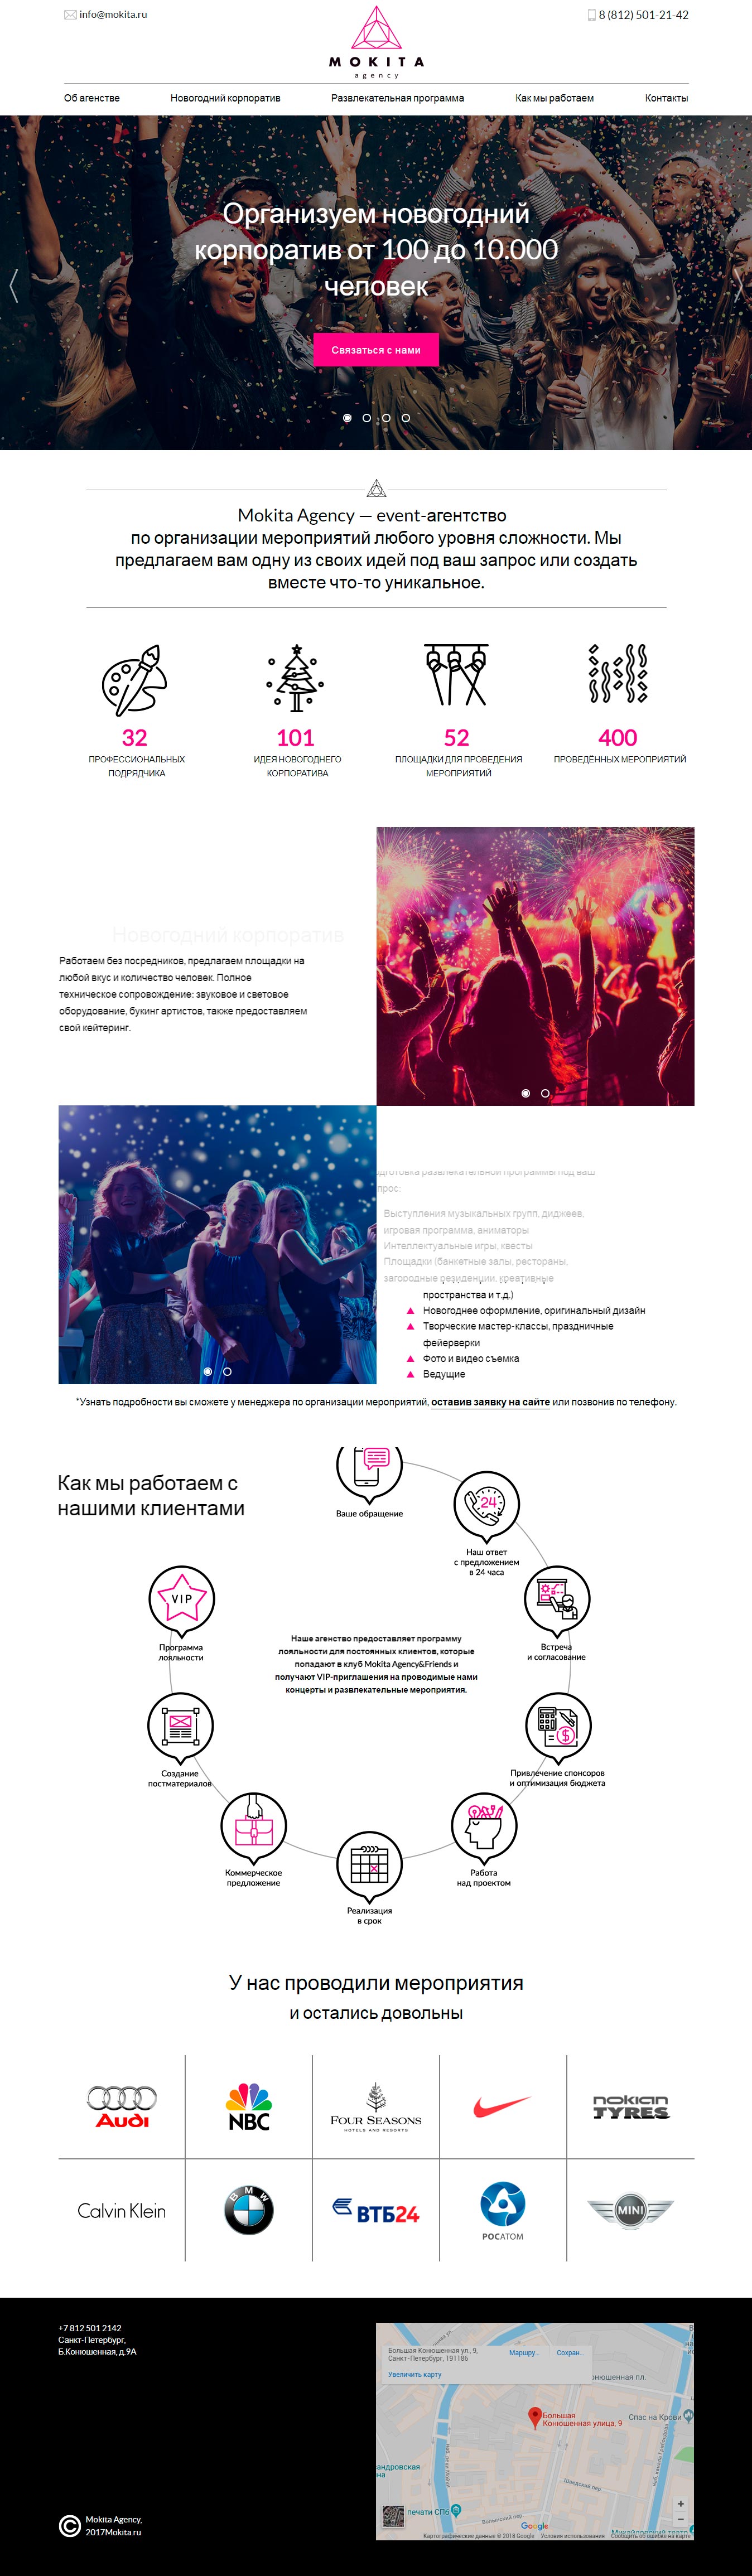 info@mokita.ru
8 (812) 501-21-42
MOKITA
agency
Об агенстве
Новогодний корпоратив
Развлекательная программа
Как мы работаем
Контакты
Организуем новогодний
корпоратив от 100 до 10.000
человек
Связаться с нами
Mokita Agency — event-агентство
по организации мероприятий любого уровня сложности. Мы
предлагаем вам одну из своих идей под ваш запрос или создать
вместе что-то уникальное.
32
ПРОФЕССИОНАЛЬНЫХ
ПОДРЯДЧИКА
101
ИДЕЯ НОВОГОДНЕГО
КОРПОРАТИВА
52
ПЛОЩАДКИ ДЛЯ ПРОВЕДЕНИЯ
МЕРОПРИЯТИЙ
400
ПРОВЕДЁННЫХ МЕРОПРИЯТИЙ
Новогодний корпоратив
Работаем без посредников, предлагаем площадки на
любой вкус и количество человек. Полное
техническое сопровождение: звуковое и световое
оборудование, букинг артистов, также предоставляем
свой кейтеринг.
развлекательной программы под ваш
Выступления музыкальных групп, диджеев,
игровая программа, аниматоры
Интеллектуальные игры, квесты
Площадки (банкетные залы, рестораны,
загородные резиденции, креативные
пространства и т.д.)
Новогоднее оформление, оригинальный дизайн
Творческие мастер-классы, праздничные
фейерверки
Фото и видео съемка
Ведущие
*Узнать подробности вы сможете у менеджера по организации мероприятий, оставив заявку на сайте или позвонив по телефону.
Как мы работаем с
нашими клиентами
Ваше обращение
24
Наш ответ
с предложением
в 24 часа
VIP
Программа
лояльности
Встреча
и согласование
Наше агенство предоставляет программу
лояльности для постоянных клиентов, которые
попадают в клуб Mokita Agency&Friends и
получают VIP-приглашения на проводимые нами
концерты и развлекательные мероприятия.
Создание
постматериалов
Привлечение спонсоров
и оптимизация бюджета
Коммерческое
предложение
Работа
над проектом
Реализация
в срок
У нас проводили мероприятия
и остались довольны
Audi
NBC
FOUR SEASONS
HOTELS AND RESORTS
nokian
TYRES
Calvin Klein
BMW
ВТБ24
РОСАТОМ
MINI
+7 812 501 2142
Санкт-Петербург,
Б.Конюшенная, д.9А
Большая Конюшенная ул., 9,
Санкт-Петербург, 191186
Маршру...
Сохран...
Увеличить карту
нюшенная пл.
Спас на Крови
Большая
Конюшенная улица, 9
андровская
Шведский пер.
печати СПб
Волынский пер.
Google
Картографические данные © 2018 Google
Условия использования
Сообщить об ошибке на карте
Mokita Agency,
2017Mokita.ru